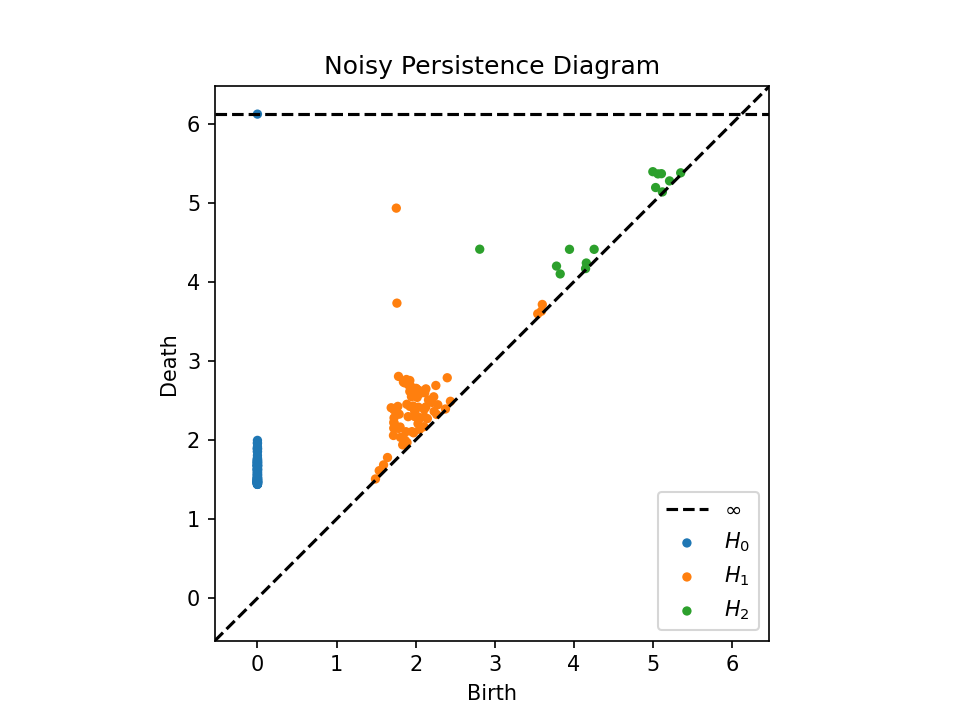 Noisy Persistence Diagram
Death
6
5
4
3
2
1
0
0 1 2 3 4 5 6
Birth
∞
H₀
H₁
H₂